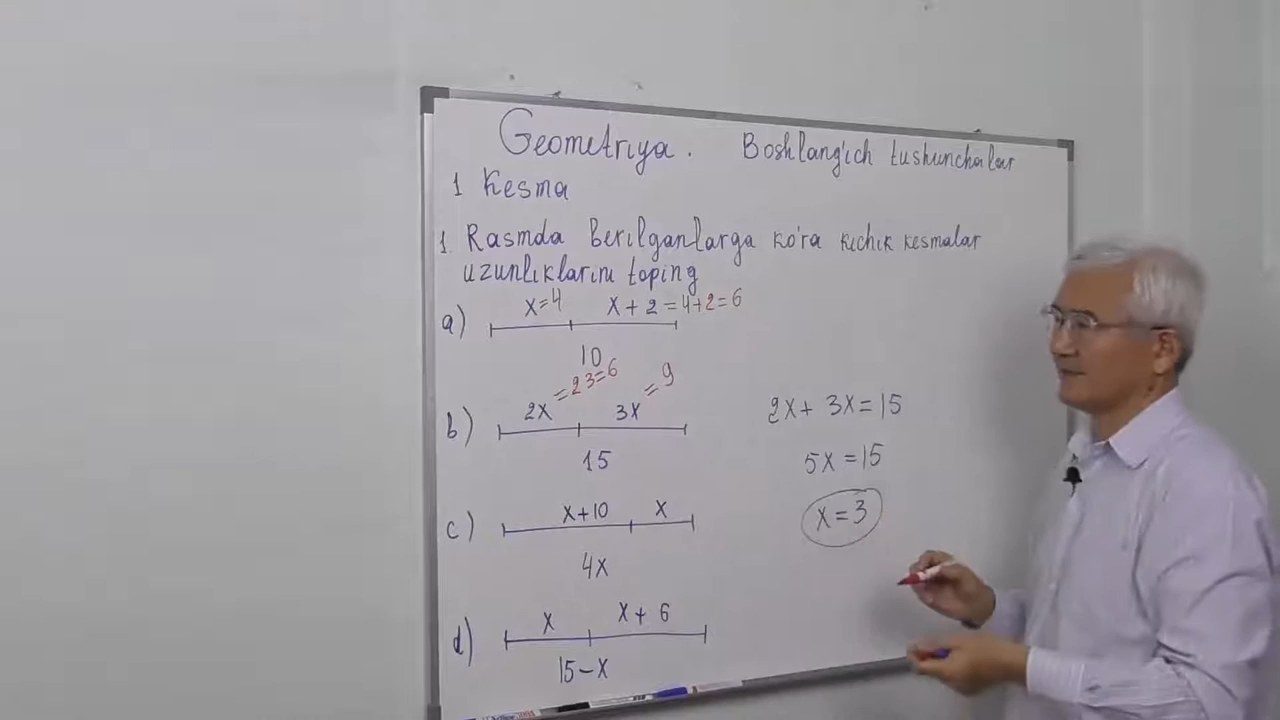 Geometriya. Boshlang'ich tushunchalar
1 Kesma
1. Rasmda berilganlarga ko'ra kichik kesmalar
uzunliklarini toping
a) x=4 x+2=4+2=6
10
b) 2x=2·3=6 3x=9
15
c) x+10 x
4x
d) x x+6
15-x
2x+3x=15
5x=15
x=3